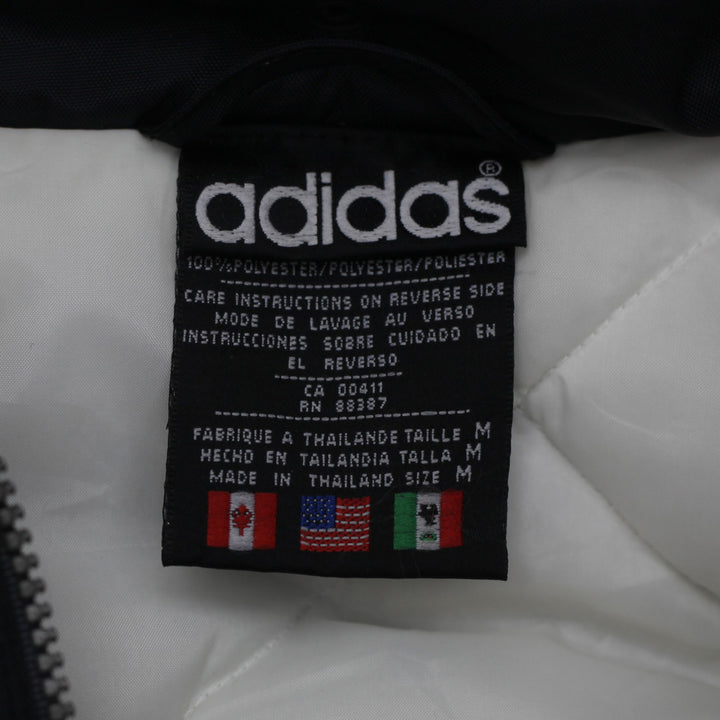 adidas®
100%POLYESTER/POLYESTER/POLIESTER
CARE INSTRUCTIONS ON REVERSE SIDE
MODE DE LAVAGE AU VERSO
INSTRUCCIONES SOBRE CUIDADO EN
EL REVERSO
CA 00411
RN 88387
FABRIQUE A THAILANDE TAILLE M
HECHO EN TAILANDIA TALLA M
MADE IN THAILAND SIZE M